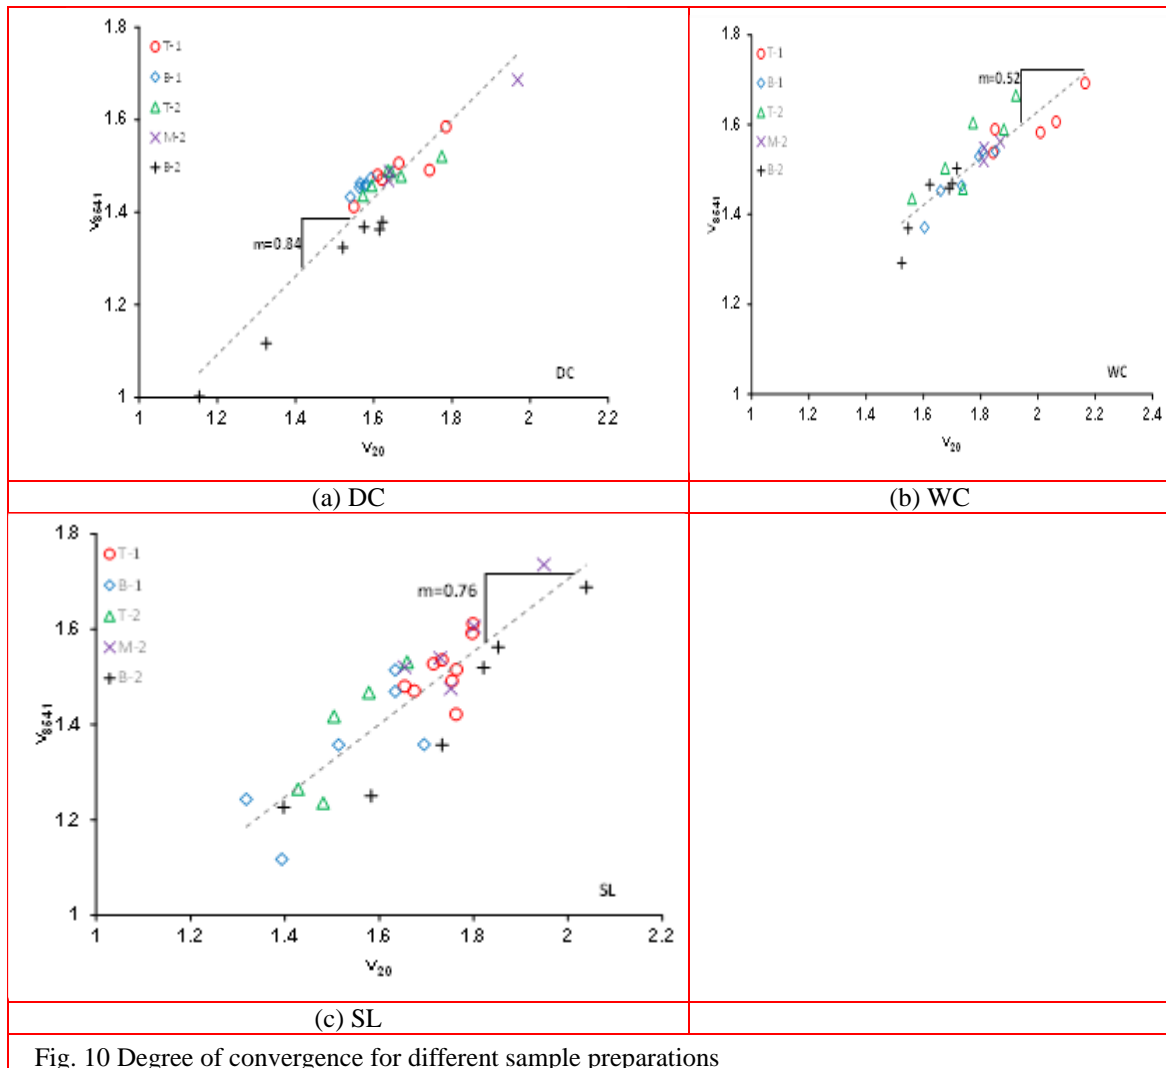 1.8
1.6
1.4
1.2
1
1
1.2
1.4
1.6
1.8
2
2.2
T-1
B-1
T-2
M-2
B-2
m=0.84
DC
V20
(a) DC
1.8
1.6
1.4
1.2
1
1
1.2
1.4
1.6
1.8
2
2.2
2.4
T-1
B-1
T-2
M-2
B-2
m=0.52
WC
V20
(b) WC
1.8
1.6
1.4
1.2
1
1
1.2
1.4
1.6
1.8
2
2.2
T-1
B-1
T-2
M-2
B-2
m=0.76
SL
V20
(c) SL
Fig. 10 Degree of convergence for different sample preparations